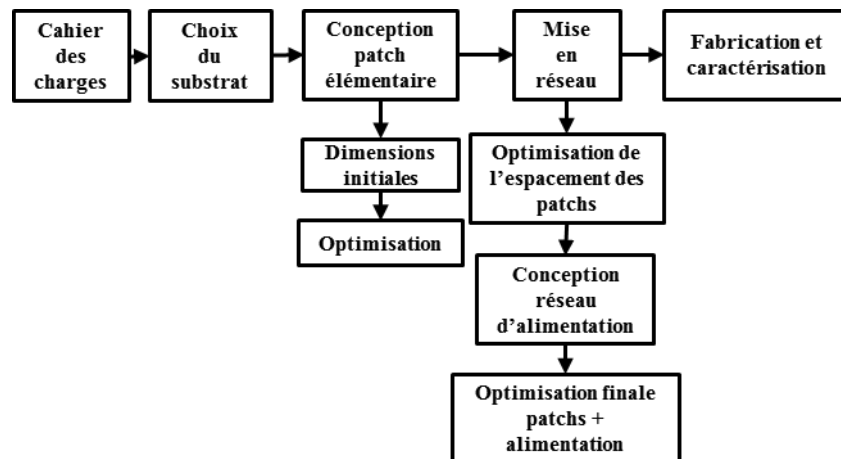 Cahier
des
charges
Choix
du
substrat
Conception
patch
élémentaire
Mise
en
réseau
Fabrication et
caractérisation
Dimensions
initiales
Optimisation
Optimisation de
l’espacement des
patchs
Conception
réseau
d’alimentation
Optimisation finale
patchs +
alimentation